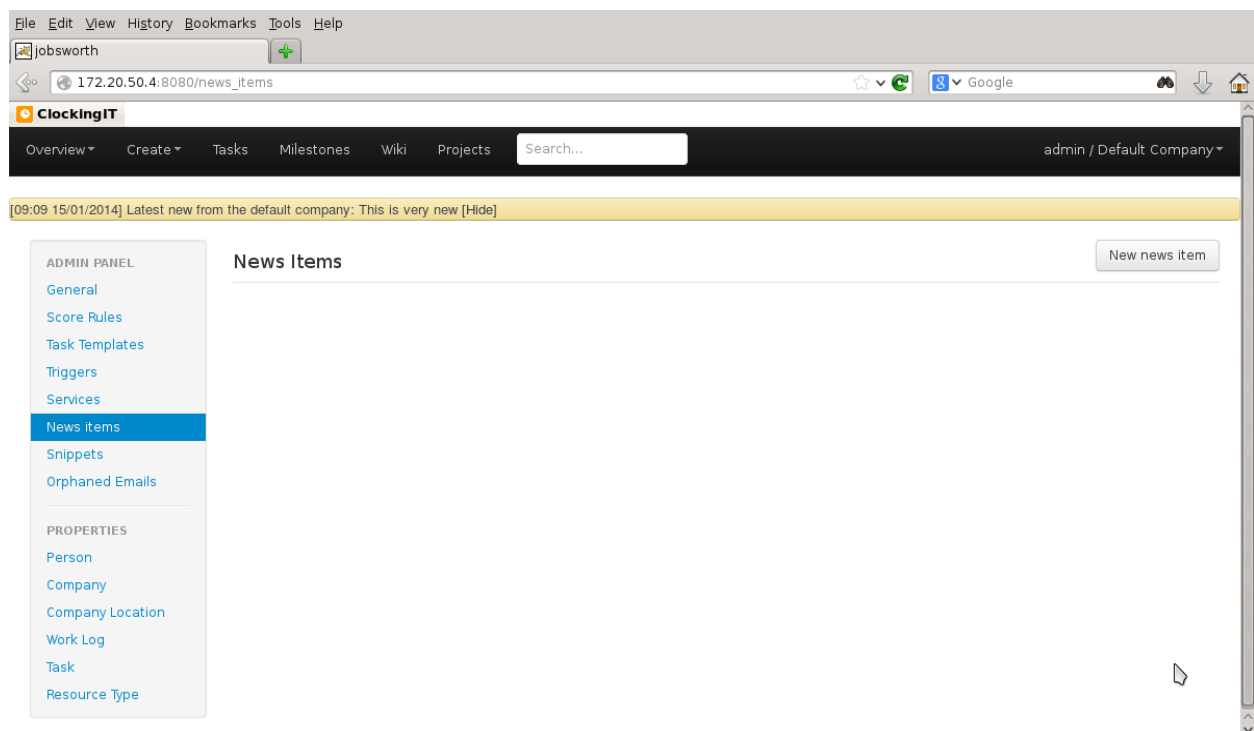 File Edit View History Bookmarks Tools Help
jobsworth
172.20.50.4:8080/news_items
Google
ClockingIT
Overview Create Tasks Milestones Wiki Projects Search... admin / Default Company
[09:09 15/01/2014] Latest new from the default company: This is very new [Hide]
ADMIN PANEL
General
Score Rules
Task Templates
Triggers
Services
News items
Snippets
Orphaned Emails
PROPERTIES
Person
Company
Company Location
Work Log
Task
Resource Type
News Items
New news item